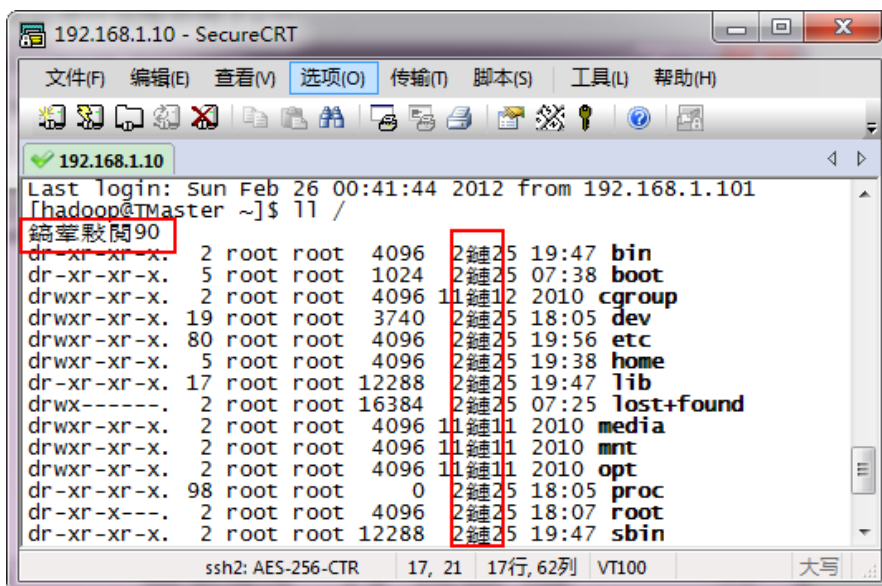 192.168.1.10 - SecureCRT
文件(F) 编辑(E) 查看(V) 选项(O) 传输(T) 脚本(S) 工具(L) 帮助(H)
192.168.1.10
Last login: Sun Feb 26 00:41:44 2012 from 192.168.1.101
[hadoop@TMaster ~]$ ll /
鎬荤敤閲90
dr-xr-xr-x. 2 root root 4096 2鏈25 19:47 bin
dr-xr-xr-x. 5 root root 1024 2鏈25 07:38 boot
drwxr-xr-x. 2 root root 4096 11鏈12 2010 cgroup
drwxr-xr-x. 19 root root 3740 2鏈25 18:05 dev
drwxr-xr-x. 80 root root 4096 2鏈25 19:56 etc
drwxr-xr-x. 5 root root 4096 2鏈25 19:38 home
dr-xr-xr-x. 17 root root 12288 2鏈25 19:47 lib
drwx------. 2 root root 16384 2鏈25 07:25 lost+found
drwxr-xr-x. 2 root root 4096 11鏈11 2010 media
drwxr-xr-x. 2 root root 4096 11鏈11 2010 mnt
drwxr-xr-x. 2 root root 4096 11鏈11 2010 opt
dr-xr-xr-x. 98 root root 0 2鏈25 18:05 proc
dr-xr-x---. 2 root root 4096 2鏈25 18:07 root
dr-xr-xr-x. 2 root root 12288 2鏈25 19:47 sbin
ssh2: AES-256-CTR 17, 21 17行, 62列 VT100 大写